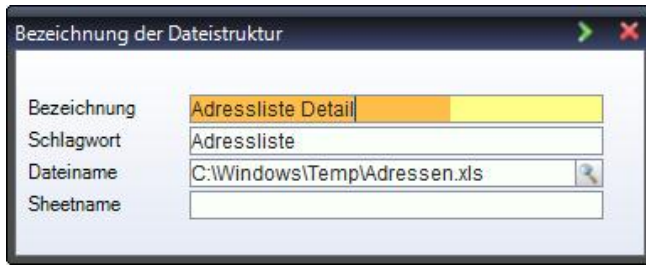 Bezeichnung der Dateistruktur
Bezeichnung Adressliste Detail
Schlagwort Adressliste
Dateiname C:\Windows\Temp\Adressen.xls
Sheetname